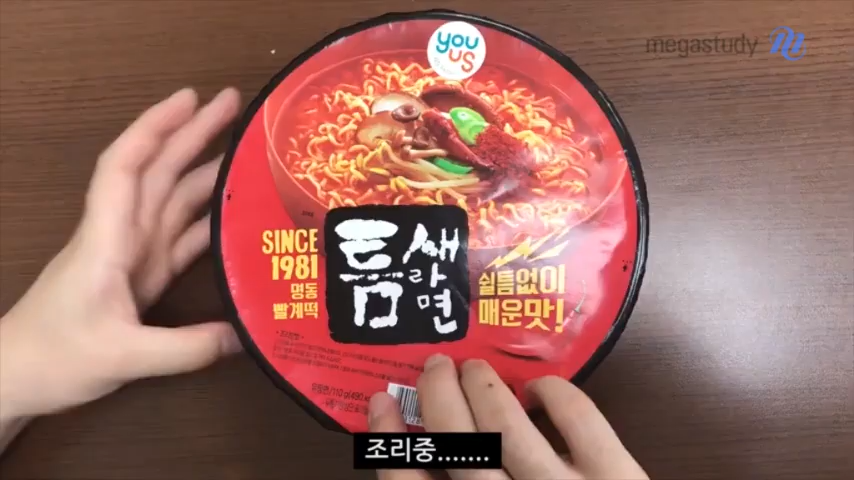 you
us
megastudy
SINCE
1981
명동
빨계떡
틈새
라면
쉴틈없이
매운맛!
조리중.......